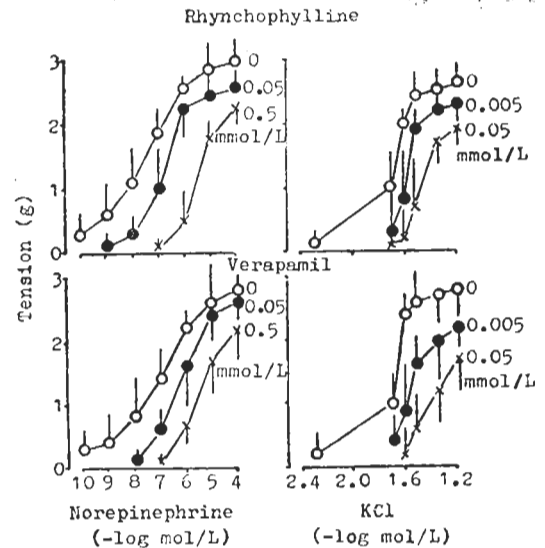 Rhynchophylline
3
2
1
0
0
0.05
0.5
mmol/L
0
0.005
0.05
mmol/L
Tension (g)
Verapamil
3
2
1
0
0
0.05
0.5
mmol/L
0
0.005
0.05
mmol/L
10 9 8 7 6 5 4
2.4 2.0 1.6 1.2
Norepinephrine
(-log mol/L)
KCl
(-log mol/L)